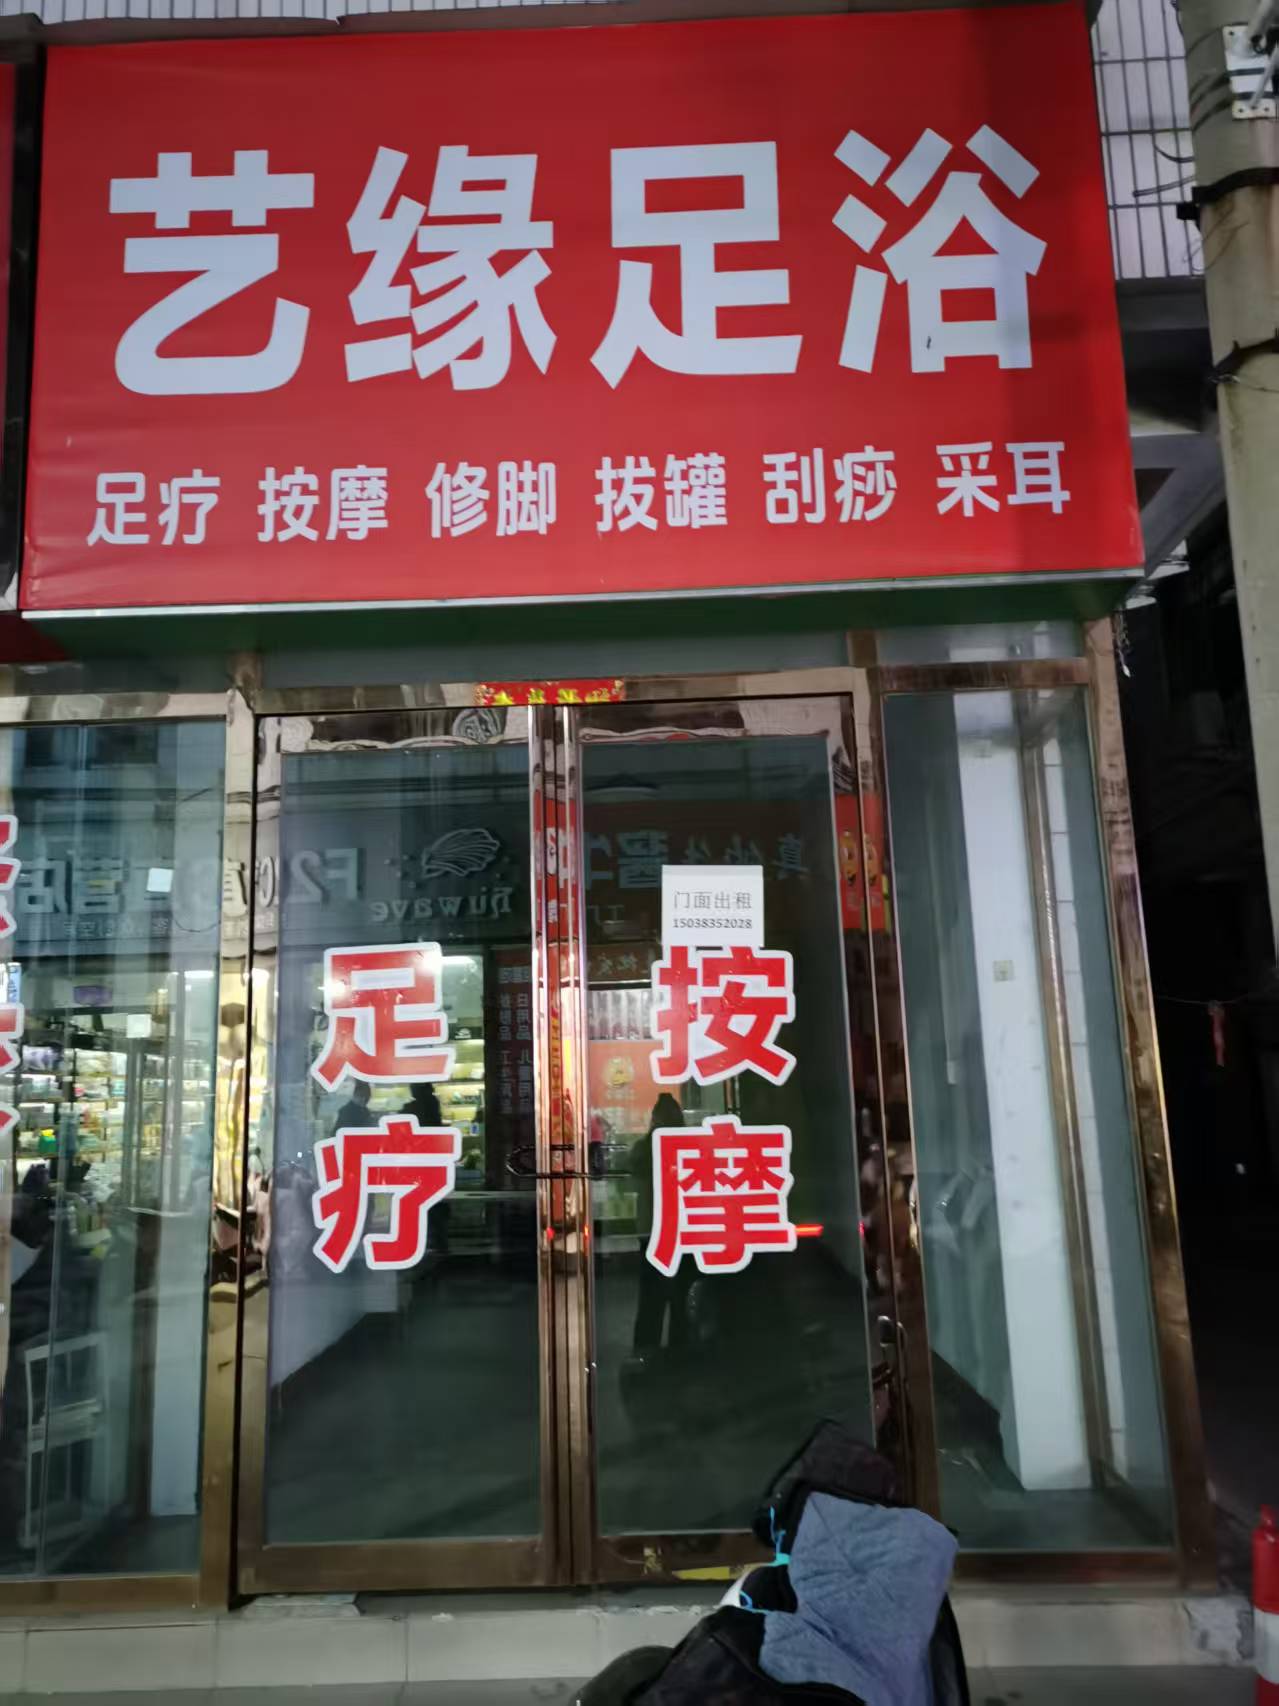 艺缘足浴
足疗 按摩 修脚 拔罐 刮痧 采耳
门面出租
15038352028
足疗
按摩
huwave